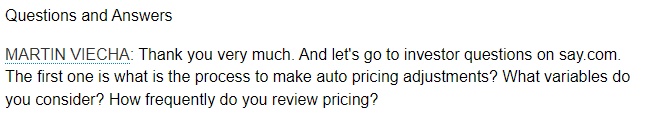 Questions and Answers
MARTIN VIECHA: Thank you very much. And let's go to investor questions on say.com.
The first one is what is the process to make auto pricing adjustments? What variables do
you consider? How frequently do you review pricing?